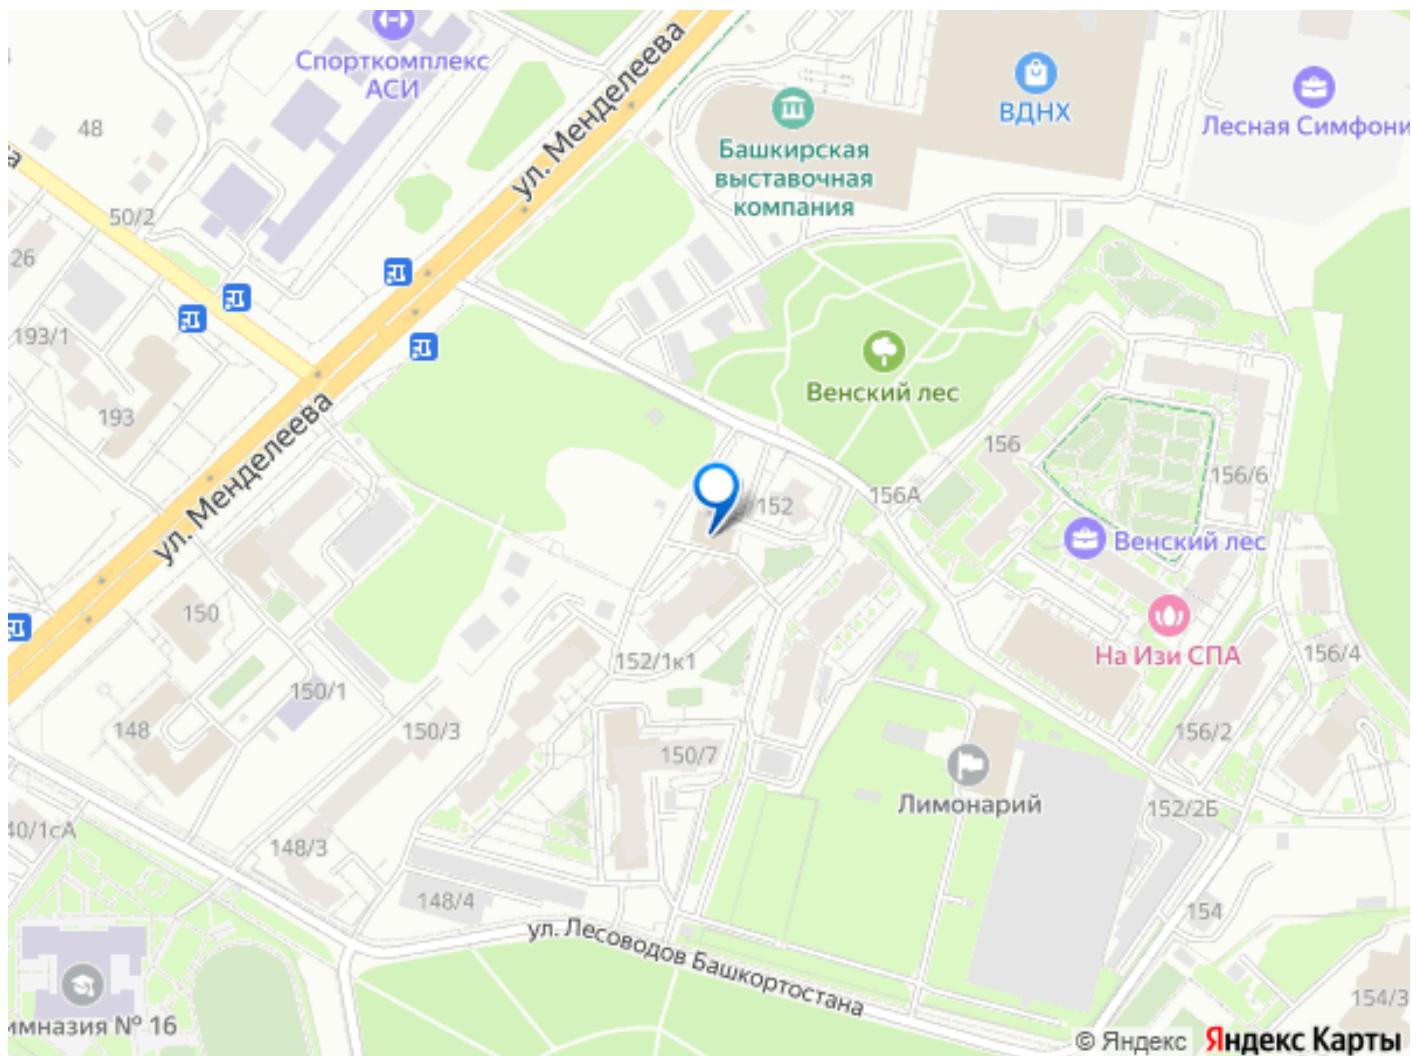 Спорткомплекс
АСИ
48
ул. Менделеева
ВДНХ
Лесная Симфони
Башкирская
выставочная
компания
а
50/2
26
193/1
193
Венский лес
ул. Менделеева
156
156/6
156А
152
Венский лес
150
На Изи СПА
152/1к1
156/4
150/1
148
150/3
156/2
150/7
Лимонарий
152/2Б
40/1сА
148/3
148/4
154
ул. Лесоводов Башкортостана
154/3
имназия № 16
© Яндекс Яндекс Карты